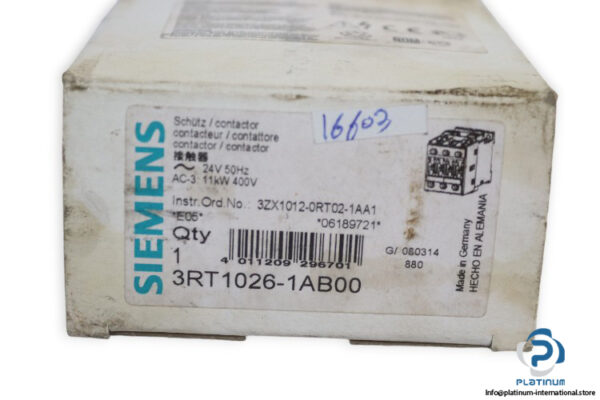 SIEMENS
Schütz / contactor
contacteur / contattore
contactor / contactor
接触器
～ 24V 50Hz
AC-3: 11kW 400V
16603
Instr.Ord.No.: 3ZX1012-0RT02-1AA1
*E05* *06189721*
Qty
1
4 011209 296701
G/ 080314
880
3RT1026-1AB00
Made in Germany
HECHO EN ALEMANIA
PLATINUM
Info@platinum-international.store